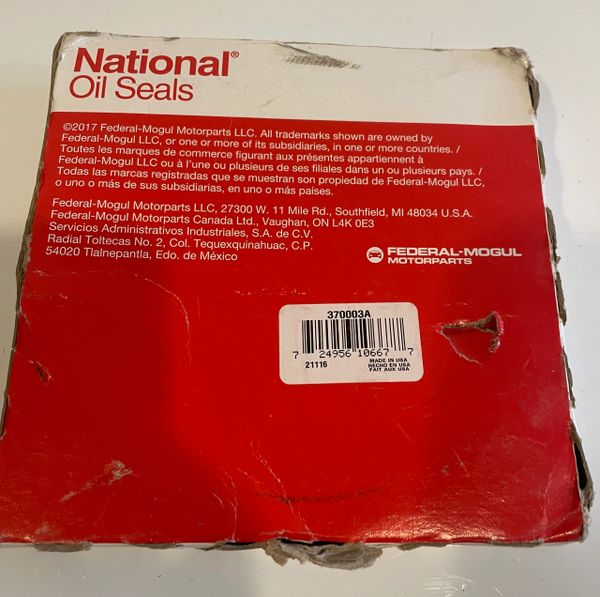 National®
Oil Seals
©2017 Federal-Mogul Motorparts LLC. All trademarks shown are owned by
Federal-Mogul LLC, or one or more of its subsidiaries, in one or more countries. /
Toutes les marques de commerce figurant aux présentes appartiennent à
Federal-Mogul LLC ou à l'une ou plusieurs de ses filiales dans un ou plusieurs pays. /
Todas las marcas registradas que se muestran son propiedad de Federal-Mogul LLC,
o uno o más de sus subsidiarias, en uno o más países.
Federal-Mogul Motorparts LLC, 27300 W. 11 Mile Rd., Southfield, MI 48034 U.S.A.
Federal-Mogul Motorparts Canada Ltd., Vaughan, ON L4K 0E3
Servicios Administrativos Industriales, S.A. de C.V.
Radial Toltecas No. 2, Col. Tequexquinahuac, C.P.
54020 Tlalnepantla, Edo. de México
FEDERAL-MOGUL
MOTORPARTS
370003A
7 24956 10667 7
21116
MADE IN USA
HECHO EN USA
FAIT AUX USA